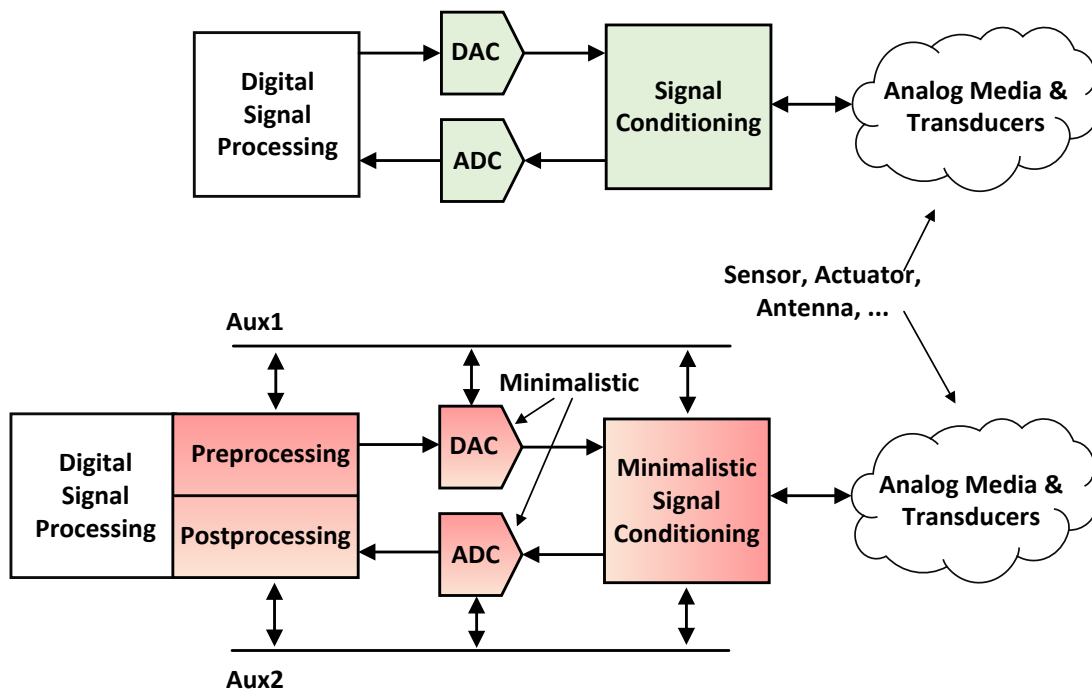 Digital
Signal
Processing
DAC
ADC
Signal
Conditioning
Analog Media &
Transducers
Sensor, Actuator,
Antenna, ...
Aux1
Minimalistic
Digital
Signal
Processing
Preprocessing
Postprocessing
DAC
ADC
Minimalistic
Signal
Conditioning
Analog Media &
Transducers
Aux2